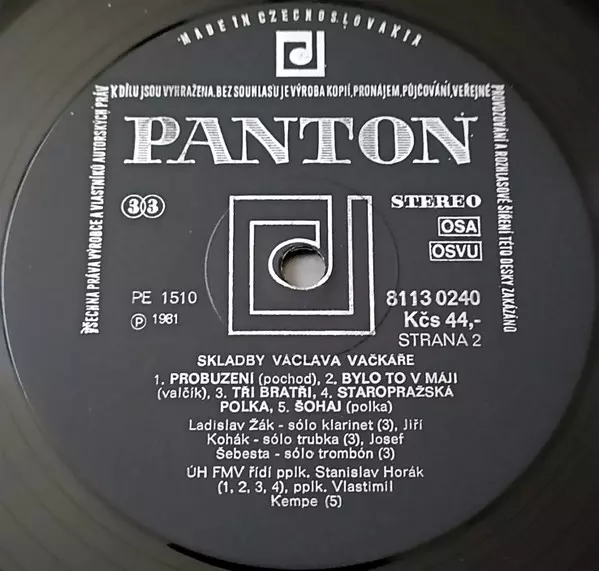 MADE IN CZECHOSLOVAKIA
VŠECHNA PRÁVA VÝROBCE A VLASTNÍKŮ AUTORSKÝCH PRÁV
K DÍLU JSOU VYHRAŽENA. BEZ SOUHLASU JE VÝROBA KOPIÍ, PRONÁJEM, PŮJČOVÁNÍ, VEŘEJNÉ
PROVOZOVÁNÍ A ROZHLASOVÉ ŠÍŘENÍ TÉTO DESKY ZAKÁZÁNO
PANTON
33
STEREO
OSA
OSVU
PE 1510
℗ 1981
8113 0240
Kčs 44,-
STRANA 2
SKLADBY VÁCLAVA VAČKÁŘE
1. PROBUZENÍ (pochod), 2. BYLO TO V MÁJI
(valčík), 3. TŘI BRATŘI, 4. STAROPRAŽSKÁ
POLKA, 5. ŠOHAJ (polka)
Ladislav Žák - sólo klarinet (3), Jiří
Kohák - sólo trubka (3), Josef
Šebesta - sólo trombón (3)
ÚH FMV řídí pplk. Stanislav Horák
(1, 2, 3, 4), pplk. Vlastimil
Kempe (5)